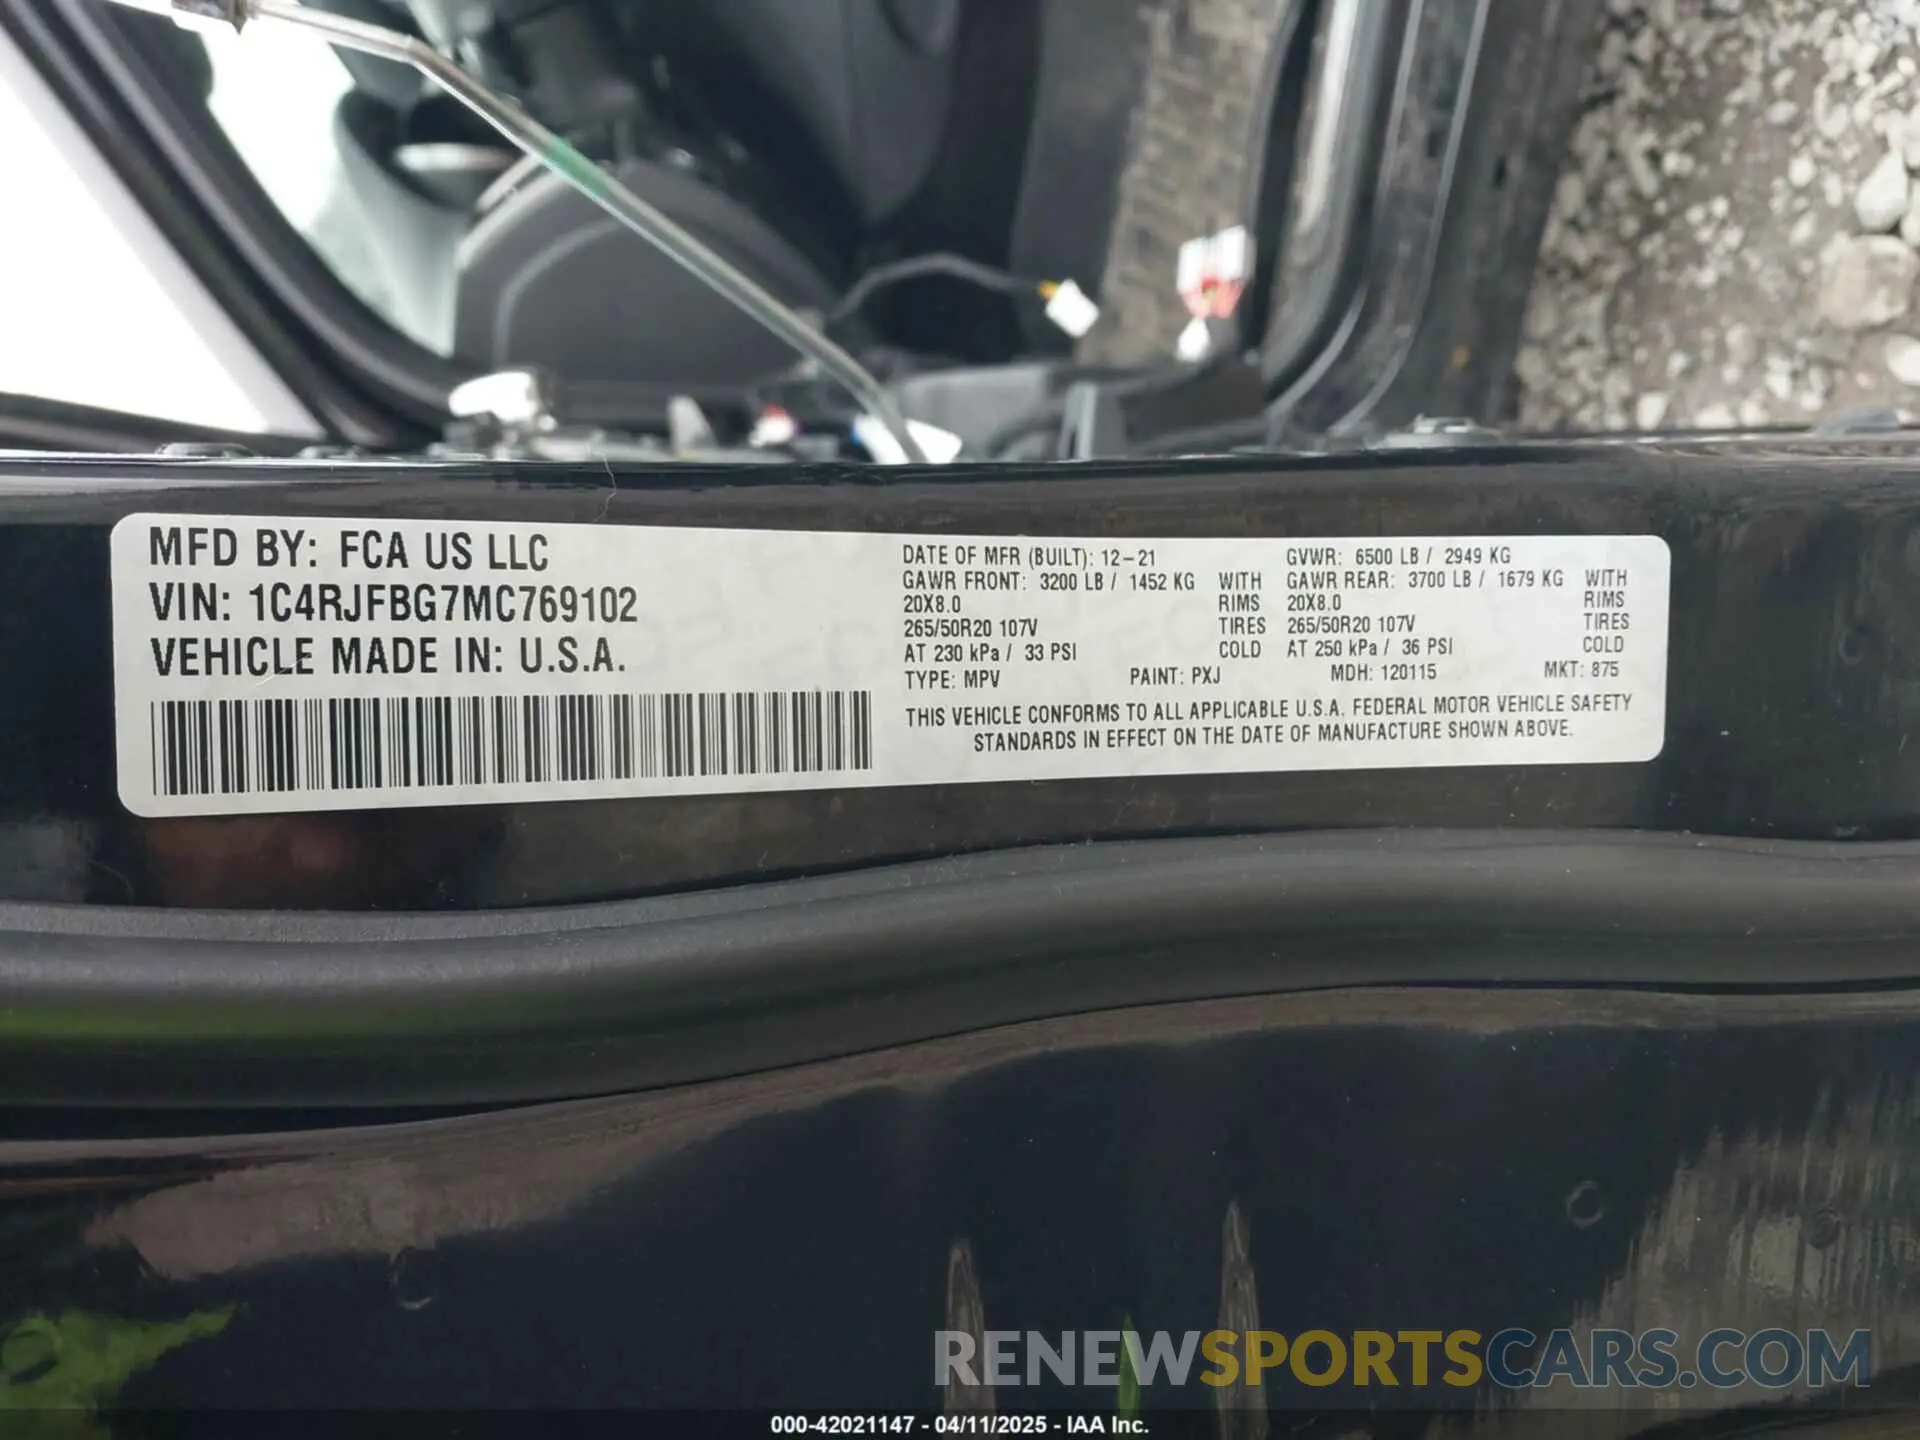 MFD BY: FCA US LLC
VIN: 1C4RJFBG7MC769102
VEHICLE MADE IN: U.S.A.
DATE OF MFR (BUILT): 12-21 GVWR: 6500 LB / 2949 KG
GAWR FRONT: 3200 LB / 1452 KG WITH GAWR REAR: 3700 LB / 1679 KG WITH
20X8.0 RIMS 20X8.0 RIMS
265/50R20 107V TIRES 265/50R20 107V TIRES
AT 230 kPa / 33 PSI COLD AT 250 kPa / 36 PSI COLD
TYPE: MPV PAINT: PXJ MDH: 120115 MKT: 875
THIS VEHICLE CONFORMS TO ALL APPLICABLE U.S.A. FEDERAL MOTOR VEHICLE SAFETY
STANDARDS IN EFFECT ON THE DATE OF MANUFACTURE SHOWN ABOVE.
RENEWSPORTSCARS.COM
000-42021147 - 04/11/2025 - IAA Inc.